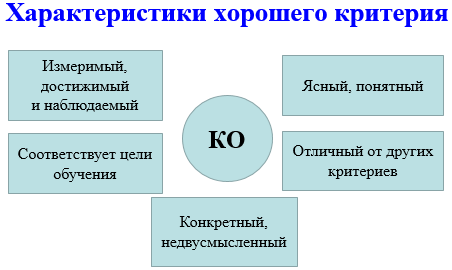 Характеристики хорошего критерия
Измеримый,
достижимый
и наблюдаемый
Ясный, понятный
КО
Соответствует цели
обучения
Отличный от других
критериев
Конкретный,
недвусмысленный